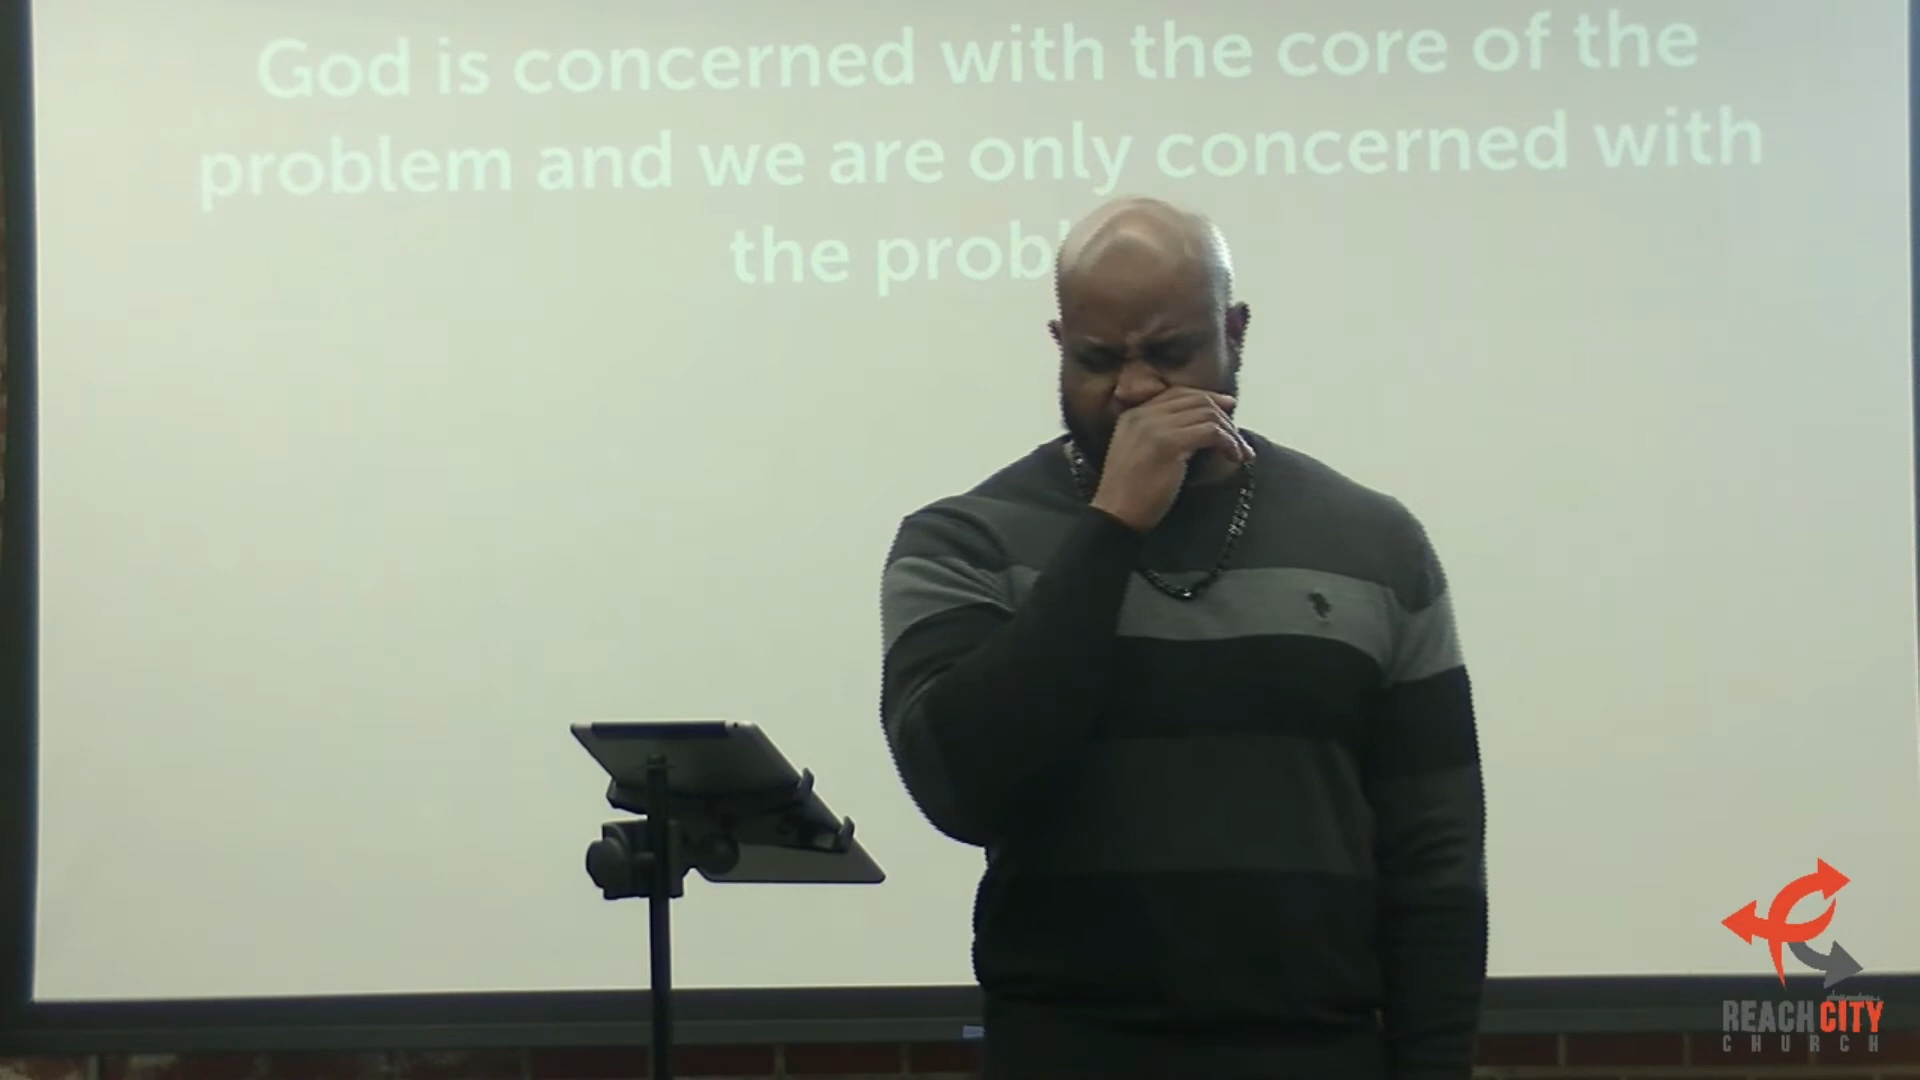 God is concerned with the core of the
problem and we are only concerned with
the prob
REACH CITY
CHURCH